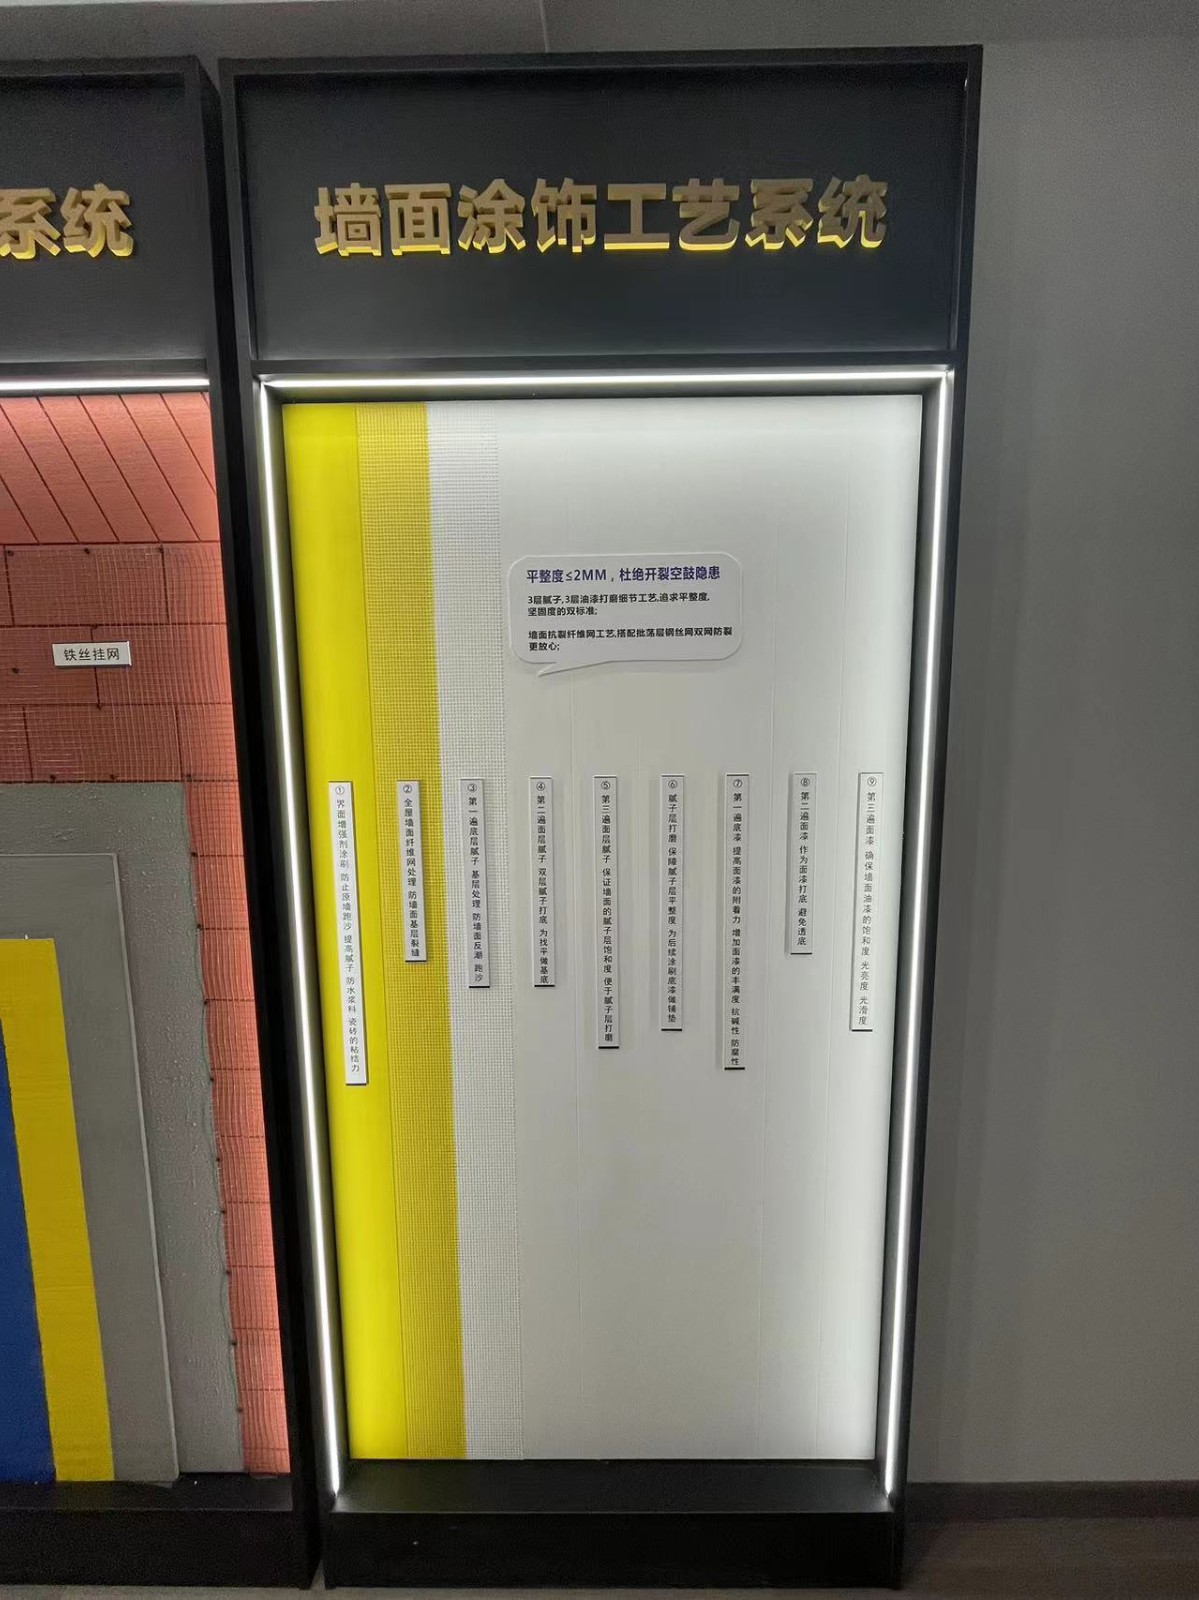 系统
墙面涂饰工艺系统
铁丝挂网
平整度≤2MM，杜绝开裂空鼓隐患
3层腻子,3层油漆打磨细节工艺,追求平整度,
坚固度的双标准;
墙面抗裂纤维网工艺,搭配批荡层钢丝网双网防裂
更放心;
① 界面增强剂涂刷 防止原墙跑沙 提高腻子 防水浆料 瓷砖的粘结力
② 全屋墙面纤维网处理 防墙面基层裂缝
③ 第一遍底层腻子 基层处理 防墙面反潮 跑沙
④ 第二遍面层腻子 双层腻子打底 为找平做基底
⑤ 第三遍面层腻子 保证墙面的腻子层饱和度 便于腻子层打磨
⑥ 腻子层打磨 保障腻子层平整度 为后续涂刷底漆做铺垫
⑦ 第一遍底漆 提高面漆的附着力 增加面漆的丰满度 抗碱性 防腐性
⑧ 第二遍面漆 作为面漆打底 避免透底
⑨ 第三遍面漆 确保墙面油漆的饱和度 光亮度 光滑度